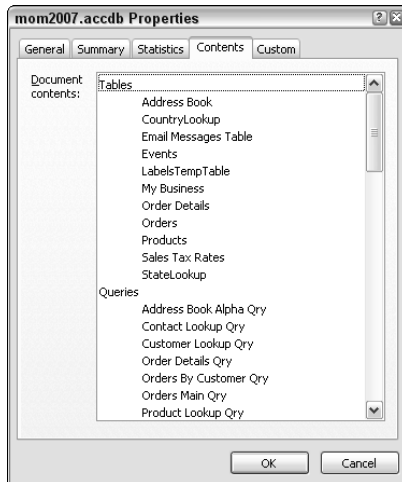 mom2007.accdb Properties
General Summary Statistics Contents Custom
Document contents:
Tables
Address Book
CountryLookup
Email Messages Table
Events
LabelsTempTable
My Business
Order Details
Orders
Products
Sales Tax Rates
StateLookup
Queries
Address Book Alpha Qry
Contact Lookup Qry
Customer Lookup Qry
Order Details Qry
Orders By Customer Qry
Orders Main Qry
Product Lookup Qry
OK Cancel